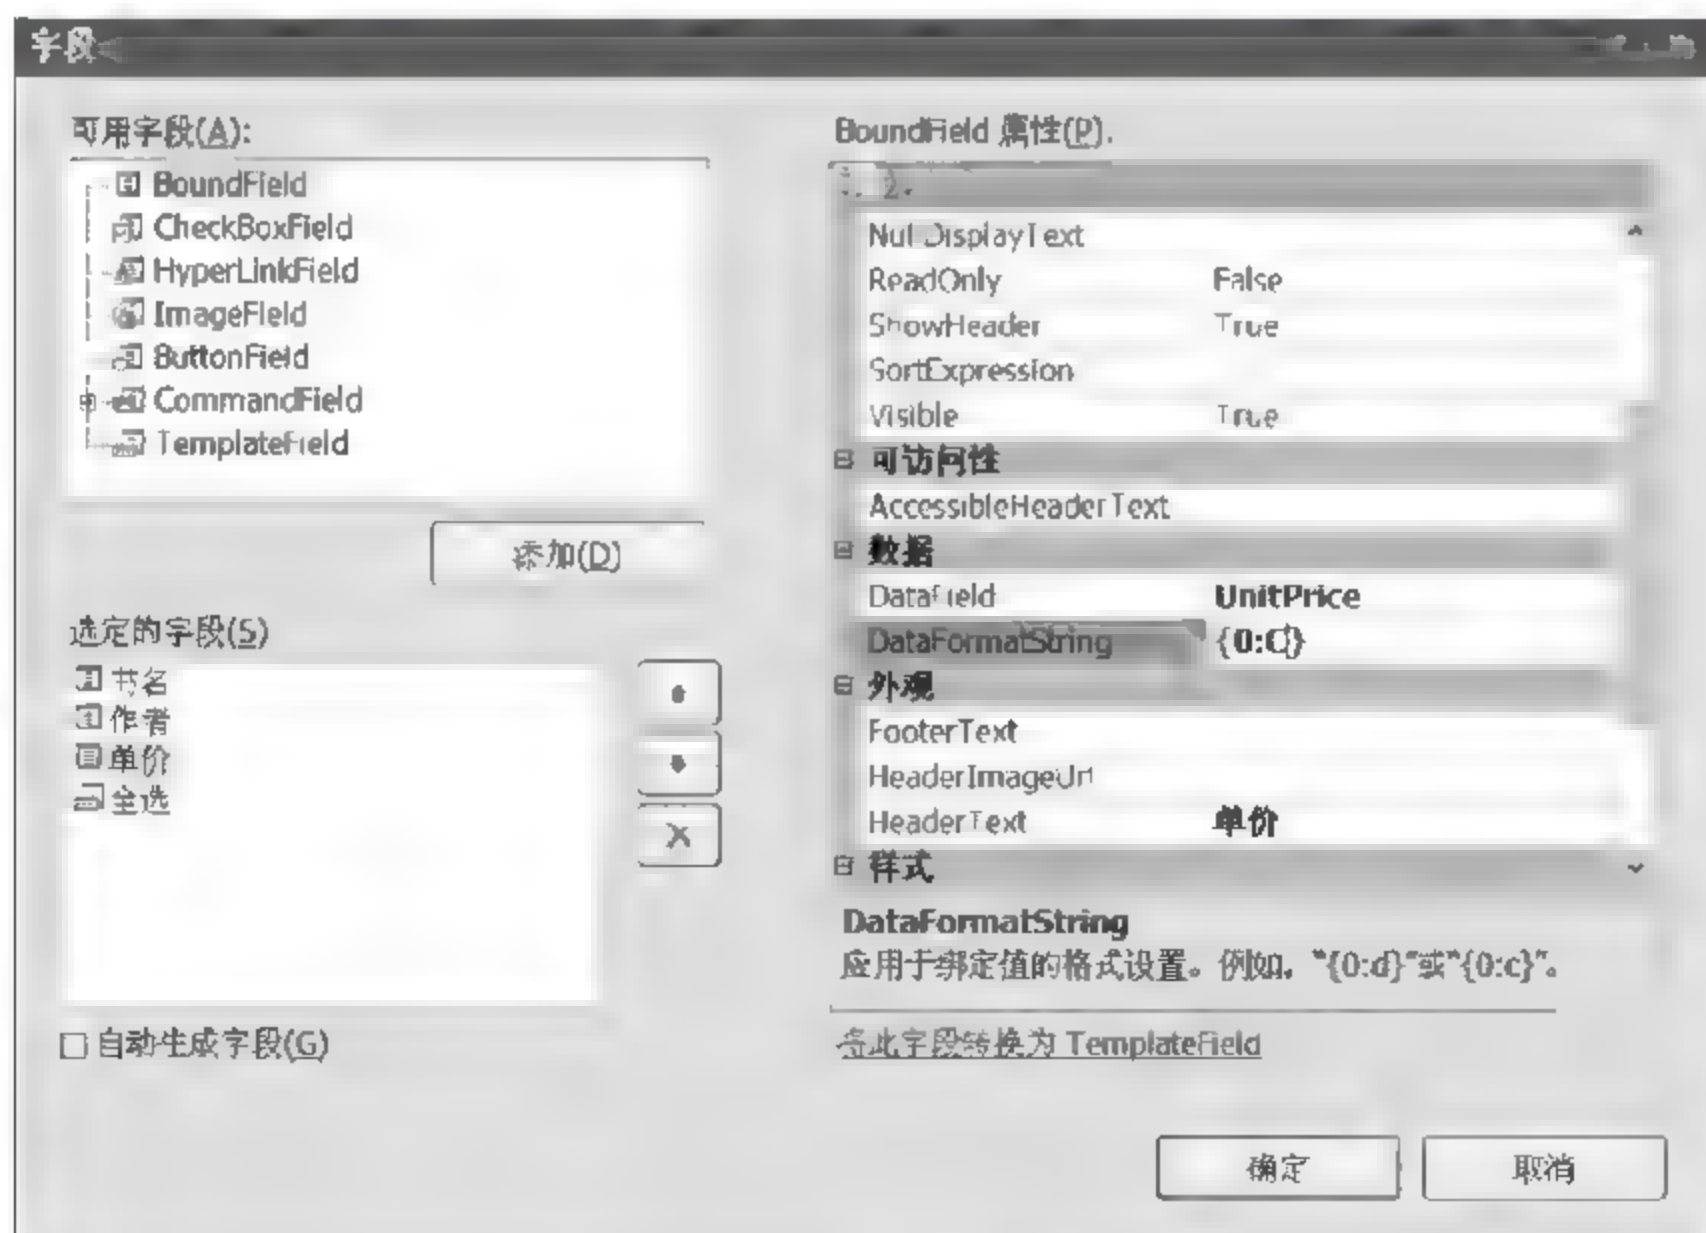 字段
可用字段(A):
BoundField
CheckBoxField
HyperLinkField
ImageField
ButtonField
CommandField
TemplateField
添加(D)
选定的字段(S)
书名
作者
单价
全选
自动生成字段(G)
BoundField 属性(P).
NullDisplayText
ReadOnly False
ShowHeader True
SortExpression
Visible True
可访问性
AccessibleHeaderText
数据
DataField UnitPrice
DataFormatString {0:C}
外观
FooterText
HeaderImageUrl
HeaderText 单价
样式
DataFormatString
应用于绑定值的格式设置。例如，“{0:d}”或“{0:c}”。
将此字段转换为 TemplateField
确定 取消